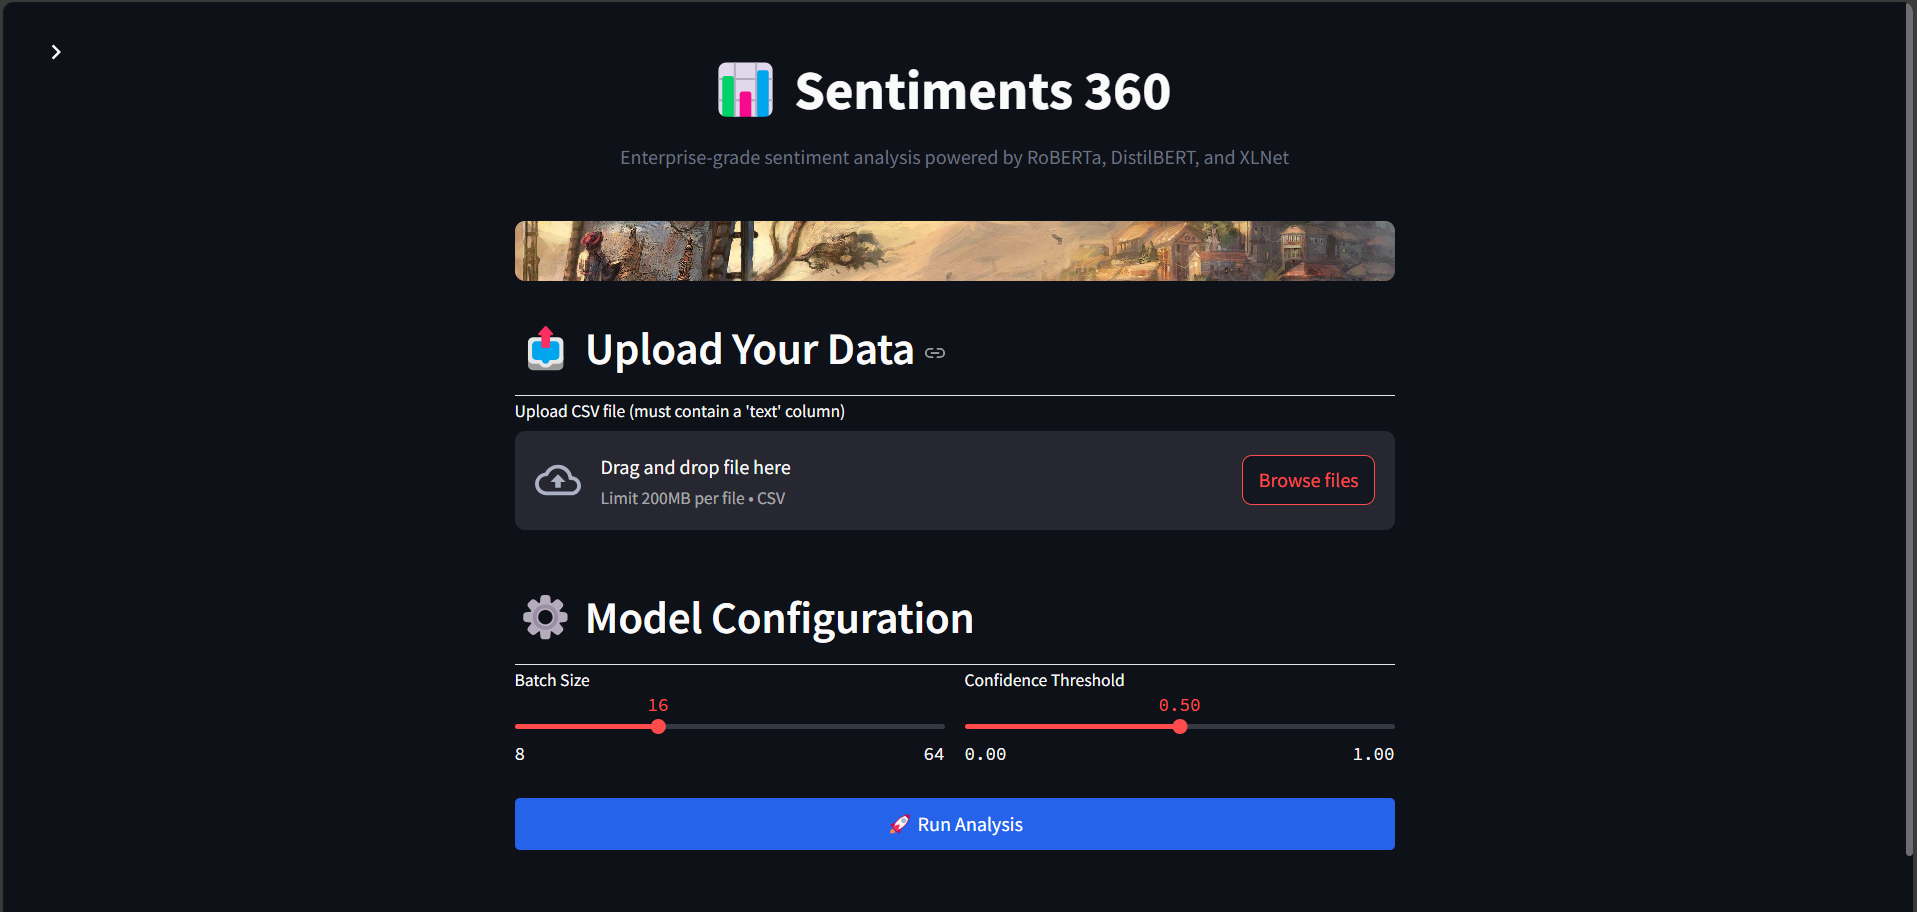 Sentiments 360
Enterprise-grade sentiment analysis powered by RoBERTa, DistilBERT, and XLNet
Upload Your Data
Upload CSV file (must contain a 'text' column)
Drag and drop file here
Limit 200MB per file • CSV
Browse files
Model Configuration
Batch Size
16
8 64
Confidence Threshold
0.50
0.00 1.00
Run Analysis